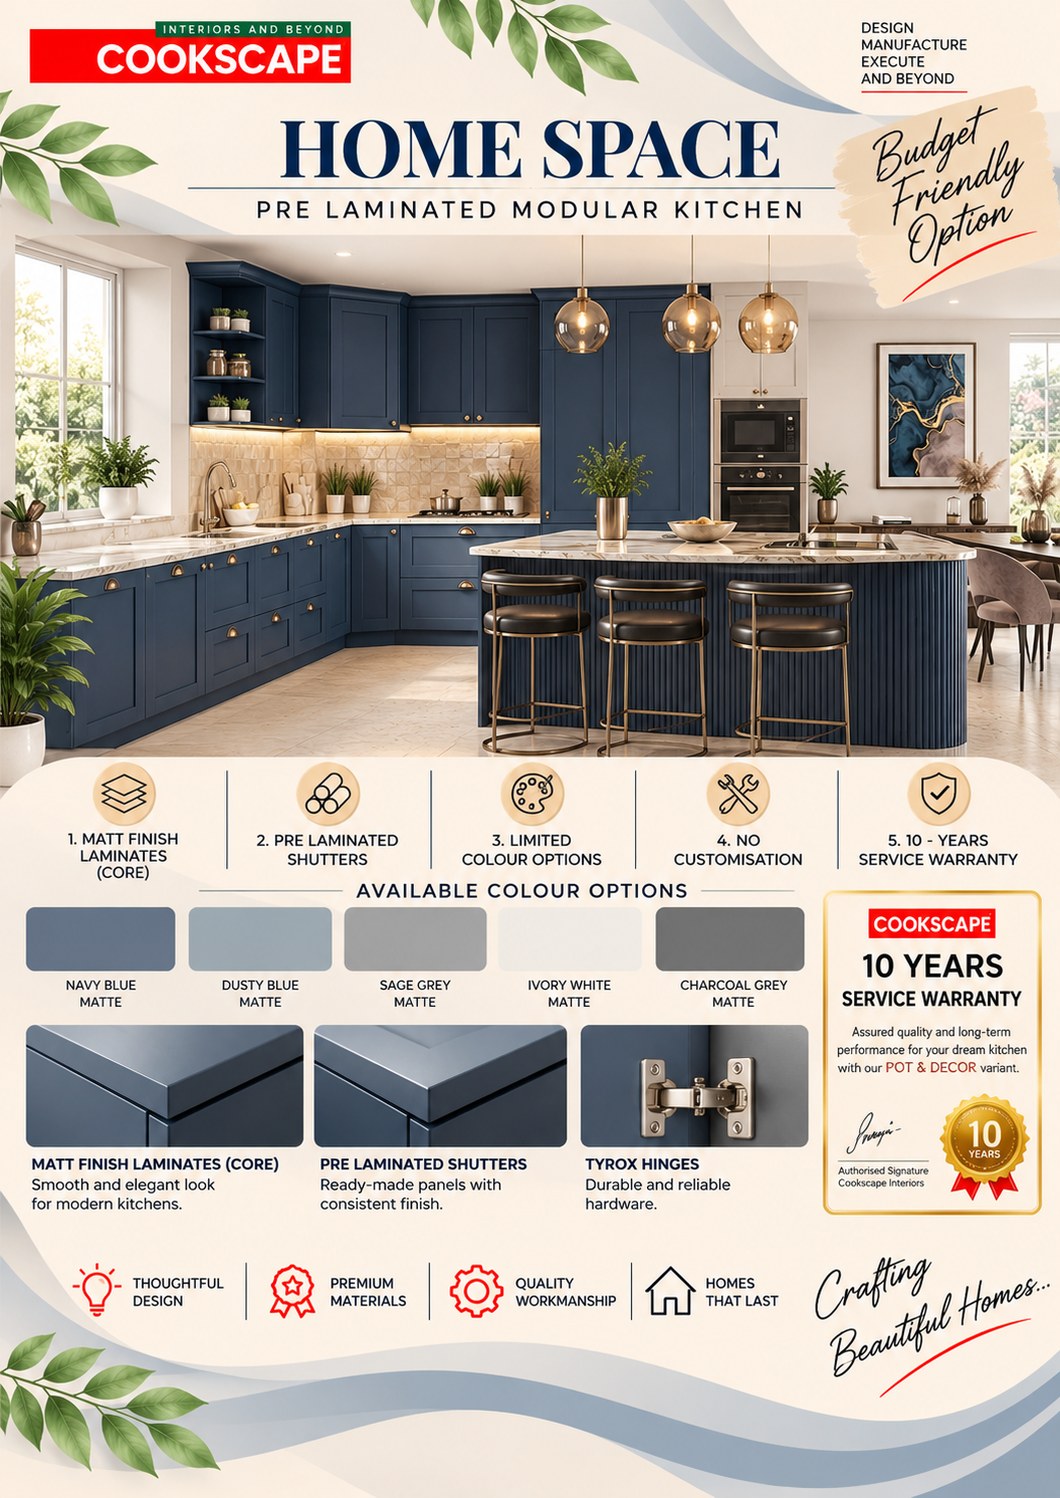 INTERIORS AND BEYOND
COOKSCAPE
DESIGN
MANUFACTURE
EXECUTE
AND BEYOND
HOME SPACE
PRE LAMINATED MODULAR KITCHEN
Budget
Friendly
Option
1. MATT FINISH
LAMINATES
(CORE)
2. PRE LAMINATED
SHUTTERS
3. LIMITED
COLOUR OPTIONS
4. NO
CUSTOMISATION
5. 10 - YEARS
SERVICE WARRANTY
AVAILABLE COLOUR OPTIONS
NAVY BLUE
MATTE
DUSTY BLUE
MATTE
SAGE GREY
MATTE
IVORY WHITE
MATTE
CHARCOAL GREY
MATTE
COOKSCAPE
10 YEARS
SERVICE WARRANTY
Assured quality and long-term
performance for your dream kitchen
with our POT & DECOR variant.
10
YEARS
Authorised Signature
Cookscape Interiors
MATT FINISH LAMINATES (CORE)
Smooth and elegant look
for modern kitchens.
PRE LAMINATED SHUTTERS
Ready-made panels with
consistent finish.
TYROX HINGES
Durable and reliable
hardware.
THOUGHTFUL
DESIGN
PREMIUM
MATERIALS
QUALITY
WORKMANSHIP
HOMES
THAT LAST
Crafting
Beautiful Homes...